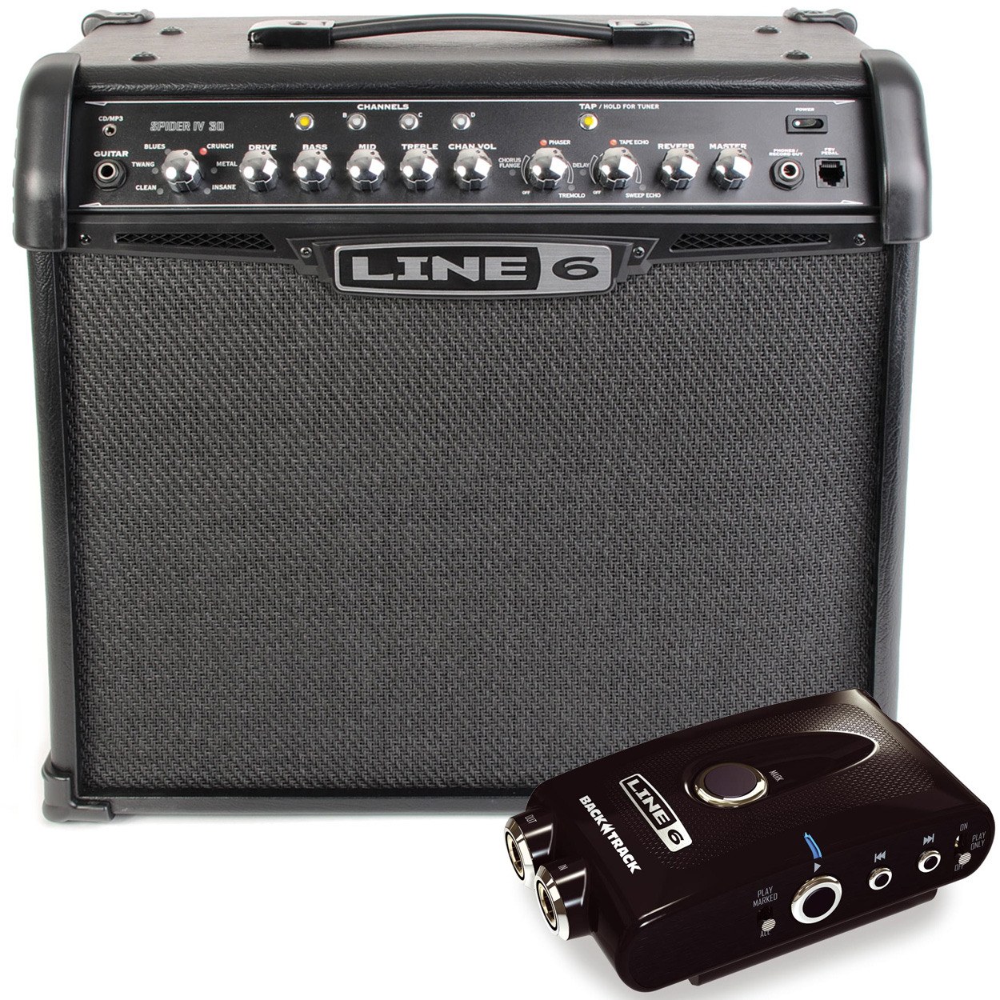 CHANNELS
TAP / HOLD FOR TUNER
POWER
CD/MP3
SPIDER IV 30
A
B
C
D
GUITAR
BLUES
CRUNCH
TWANG
METAL
CLEAN
INSANE
DRIVE
BASS
MID
TREBLE
CHAN VOL
PHASER
CHORUS
FLANGE
OFF
TREMOLO
TAPE ECHO
DELAY
OFF
SWEEP ECHO
REVERB
MASTER
PHONES /
RECORD OUT
FBV
PEDAL
LINE 6
MARK
LINE 6
BACK TRACK
OUT
IN
PLAY
MARKED
ALL
ON
PLAY
ONLY
OFF